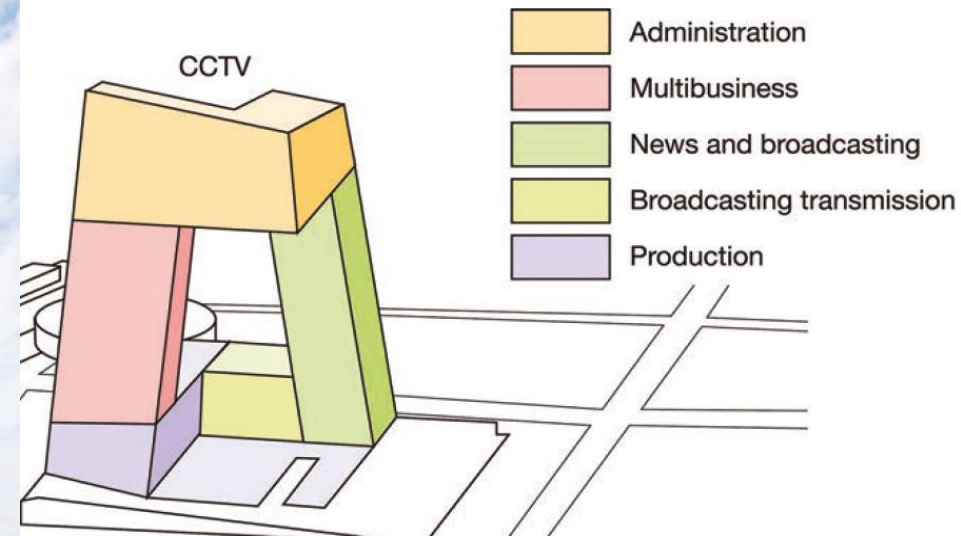 CCTV
Administration
Multibusiness
News and broadcasting
Broadcasting transmission
Production